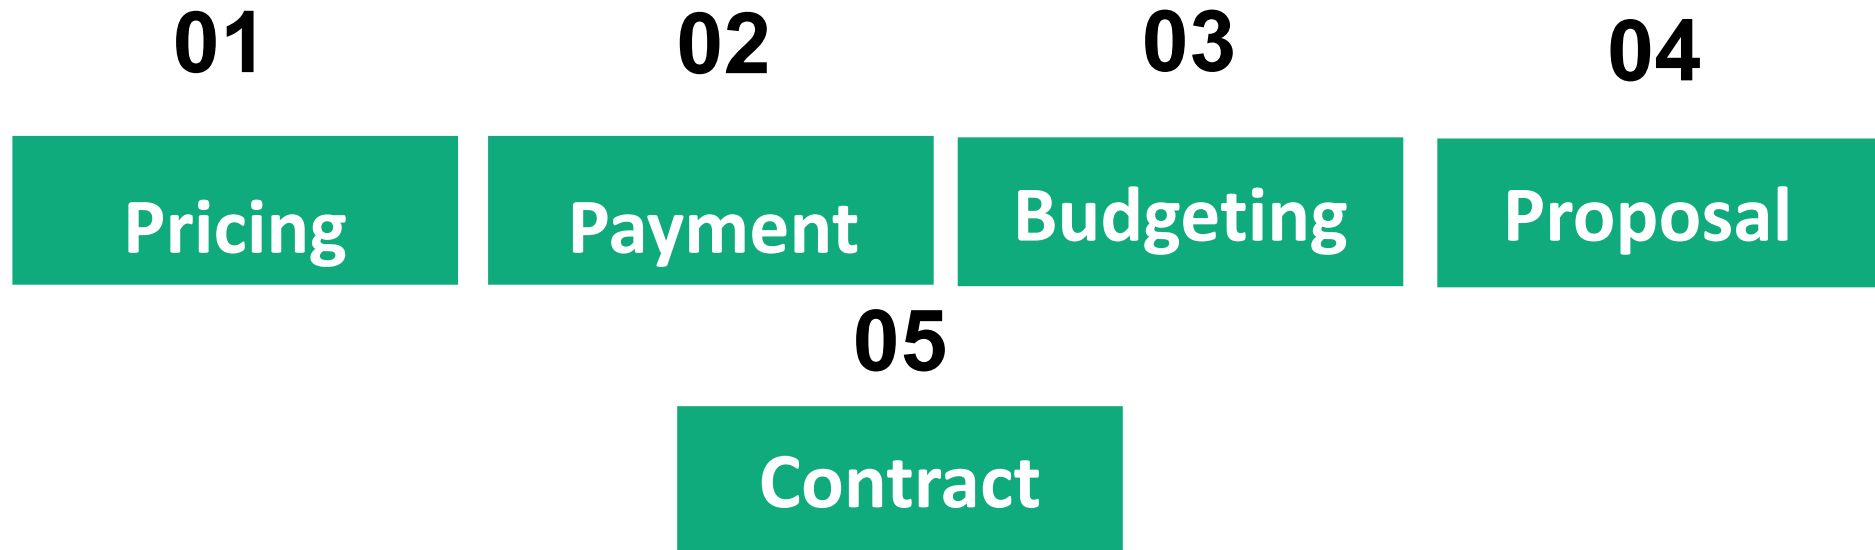 01
02
03
04
Pricing
Payment
Budgeting
Proposal
05
Contract